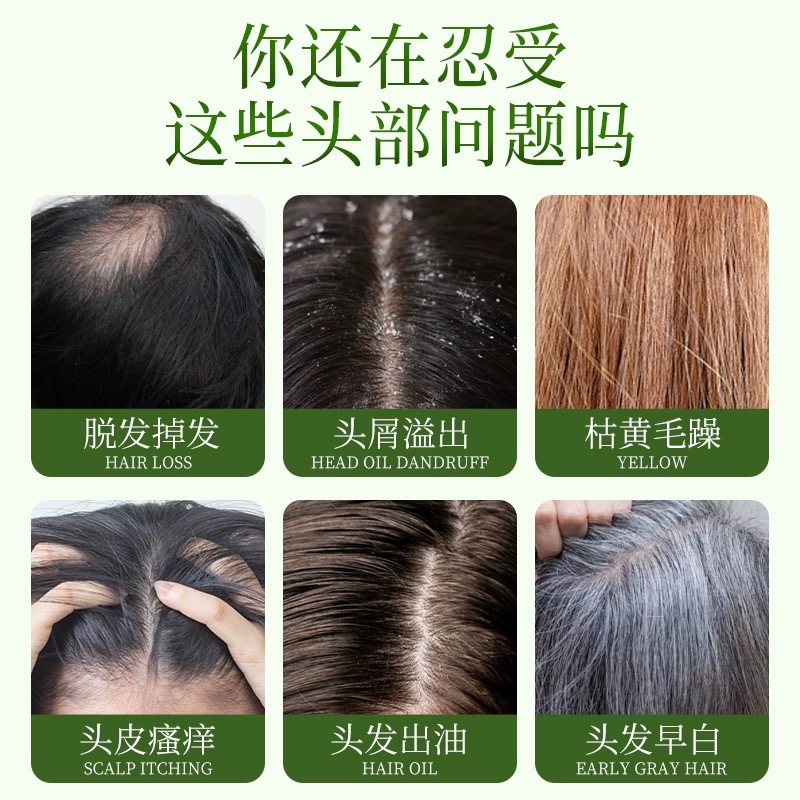 你还在忍受
这些头部问题吗
脱发掉发
HAIR LOSS
头屑溢出
HEAD OIL DANDRUFF
枯黄毛躁
YELLOW
头皮瘙痒
SCALP ITCHING
头发出油
HAIR OIL
头发早白
EARLY GRAY HAIR